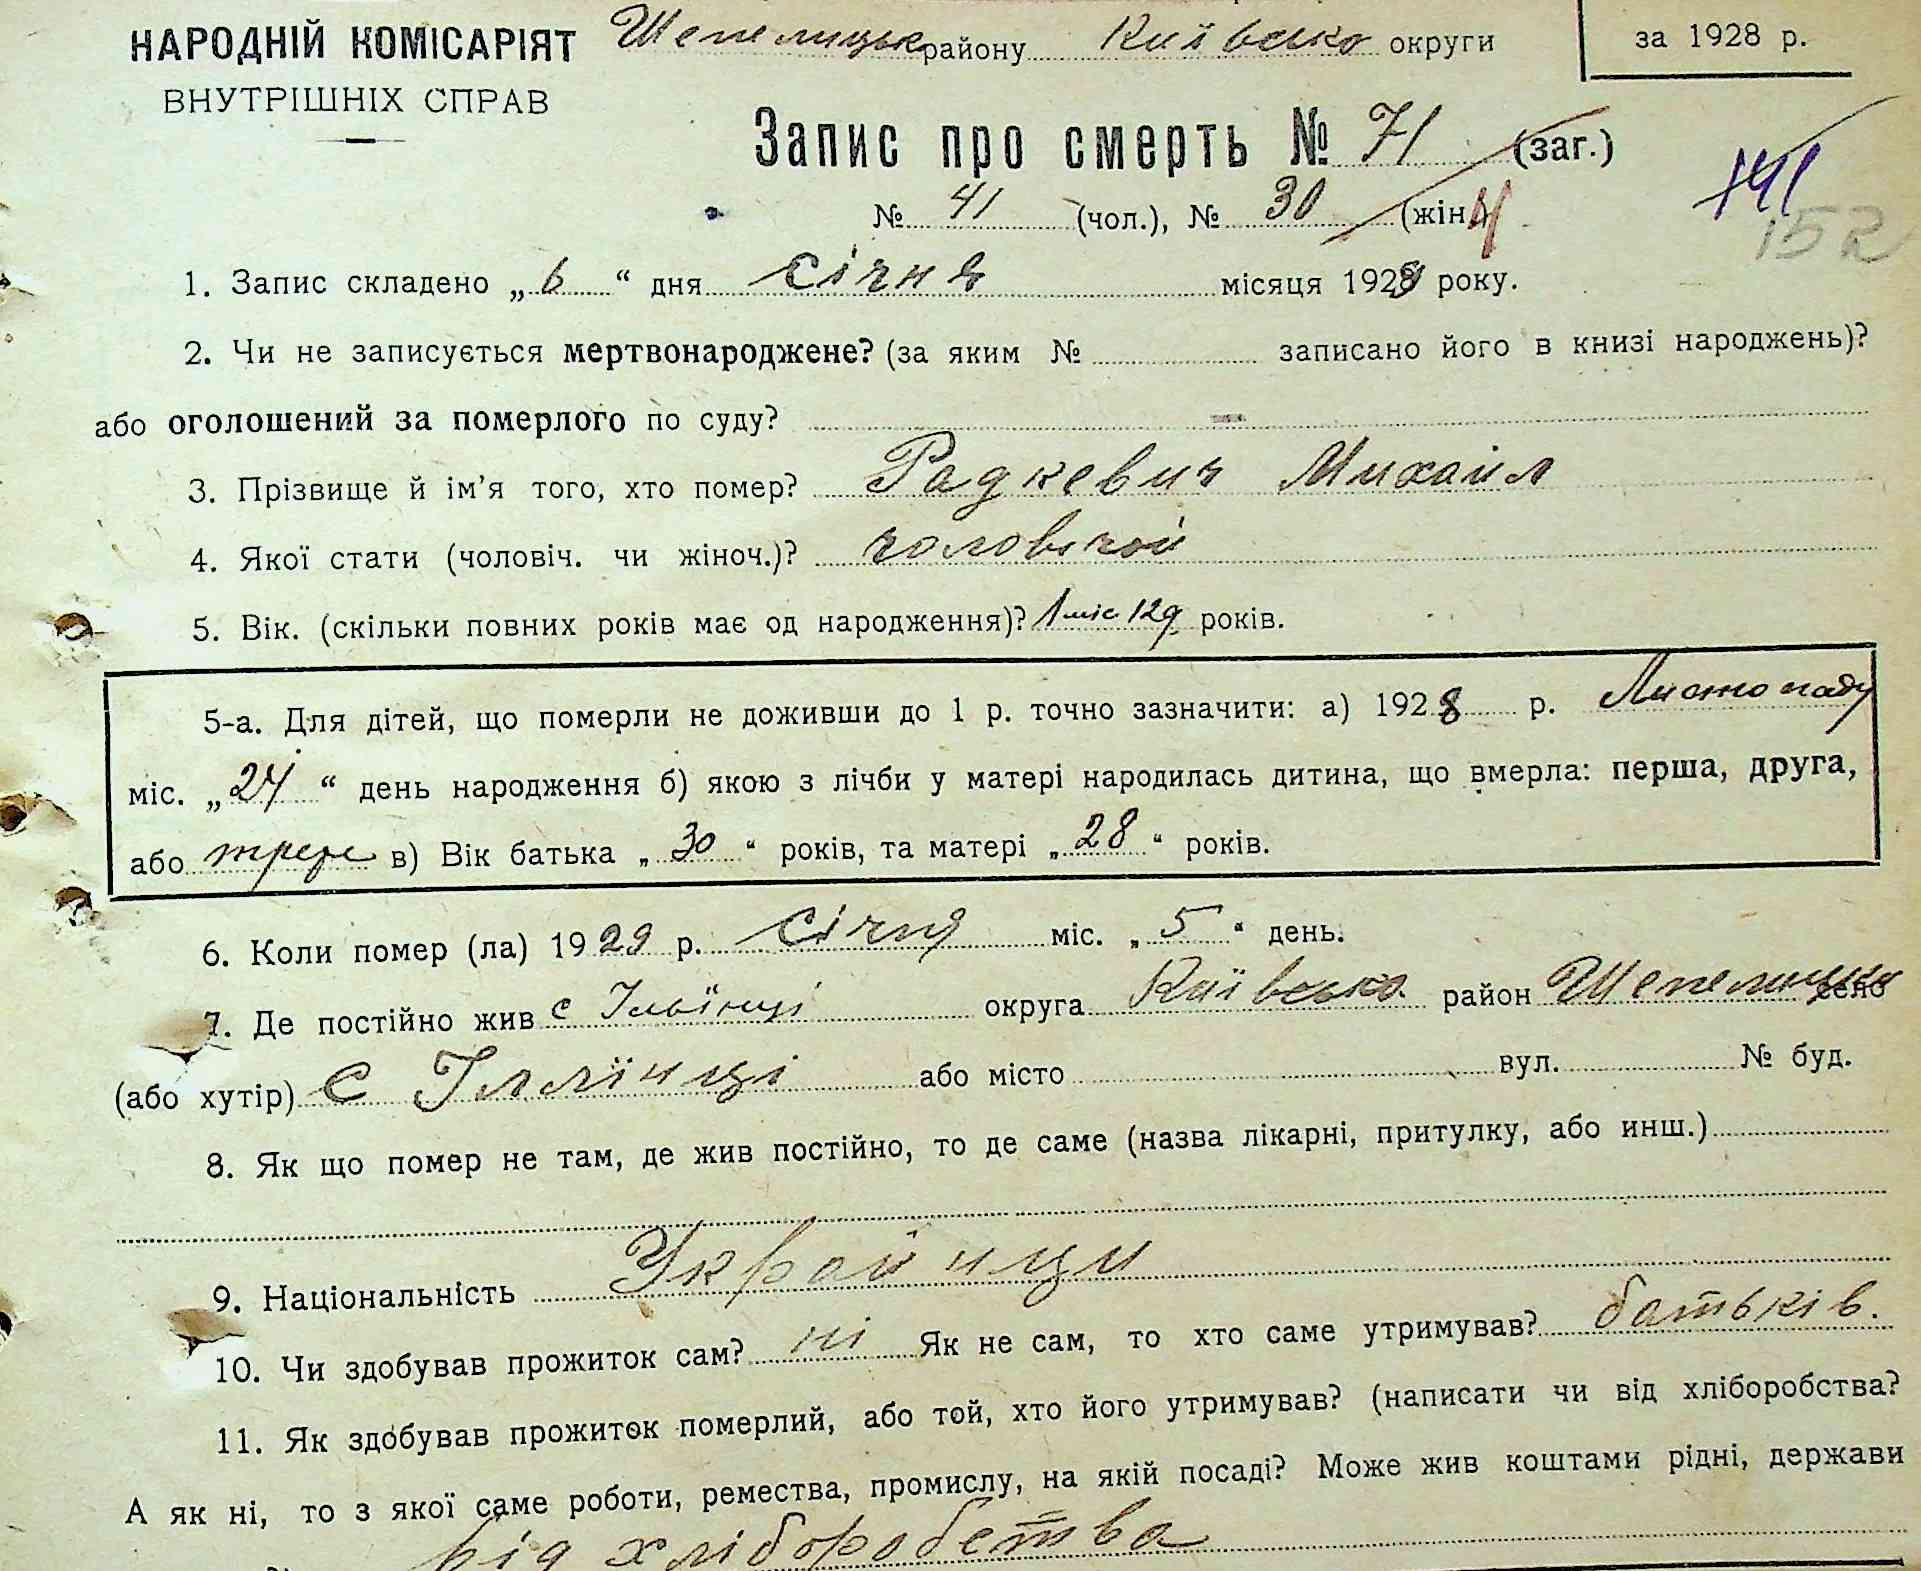 НАРОДНІЙ КОМІСАРІЯТ Шепелицьк району Київсько округи за 1928 р.
ВНУТРІШНІХ СПРАВ
Запис про смерть № 71 (заг.)
№ 41 (чол.), № 30 (жін.) 141
152
1. Запис складено „6“ дня січня місяця 1929 року.
2. Чи не записується мертвонароджене? (за яким № записано його в книзі народжень)?
або оголошений за померлого по суду? —
3. Прізвище й ім’я того, хто помер? Радкевич Михаил
4. Якої стати (чоловіч. чи жіноч.)? чоловічой
5. Вік. (скільки повних років має од народження)? 1 міс 12д років.
5-а. Для дітей, що померли не доживши до 1 р. точно зазначити: а) 1928 р. Листопаду
міс. „24“ день народження б) якою з лічби у матері народилась дитина, що вмерла: перша, друга,
або трете в) Вік батька „30“ років, та матері „28“ років.
6. Коли помер (ла) 1929 р. січня міс. „5“ день.
7. Де постійно жив с Ільїнці округа Київсько район Шепелицьки село
(або хутір) С Іллїнці або місто вул. № буд.
8. Як що помер не там, де жив постійно, то де саме (назва лікарні, притулку, або инш.)
9. Національність Украйнци
10. Чи здобував прожиток сам? ні Як не сам, то хто саме утримував? батьків.
11. Як здобував прожиток померлий, або той, хто його утримував? (написати чи від хліборобства?
А як ні, то з якої саме роботи, ремества, промислу, на якій посаді? Може жив коштами рідні, держави
від хліборобства